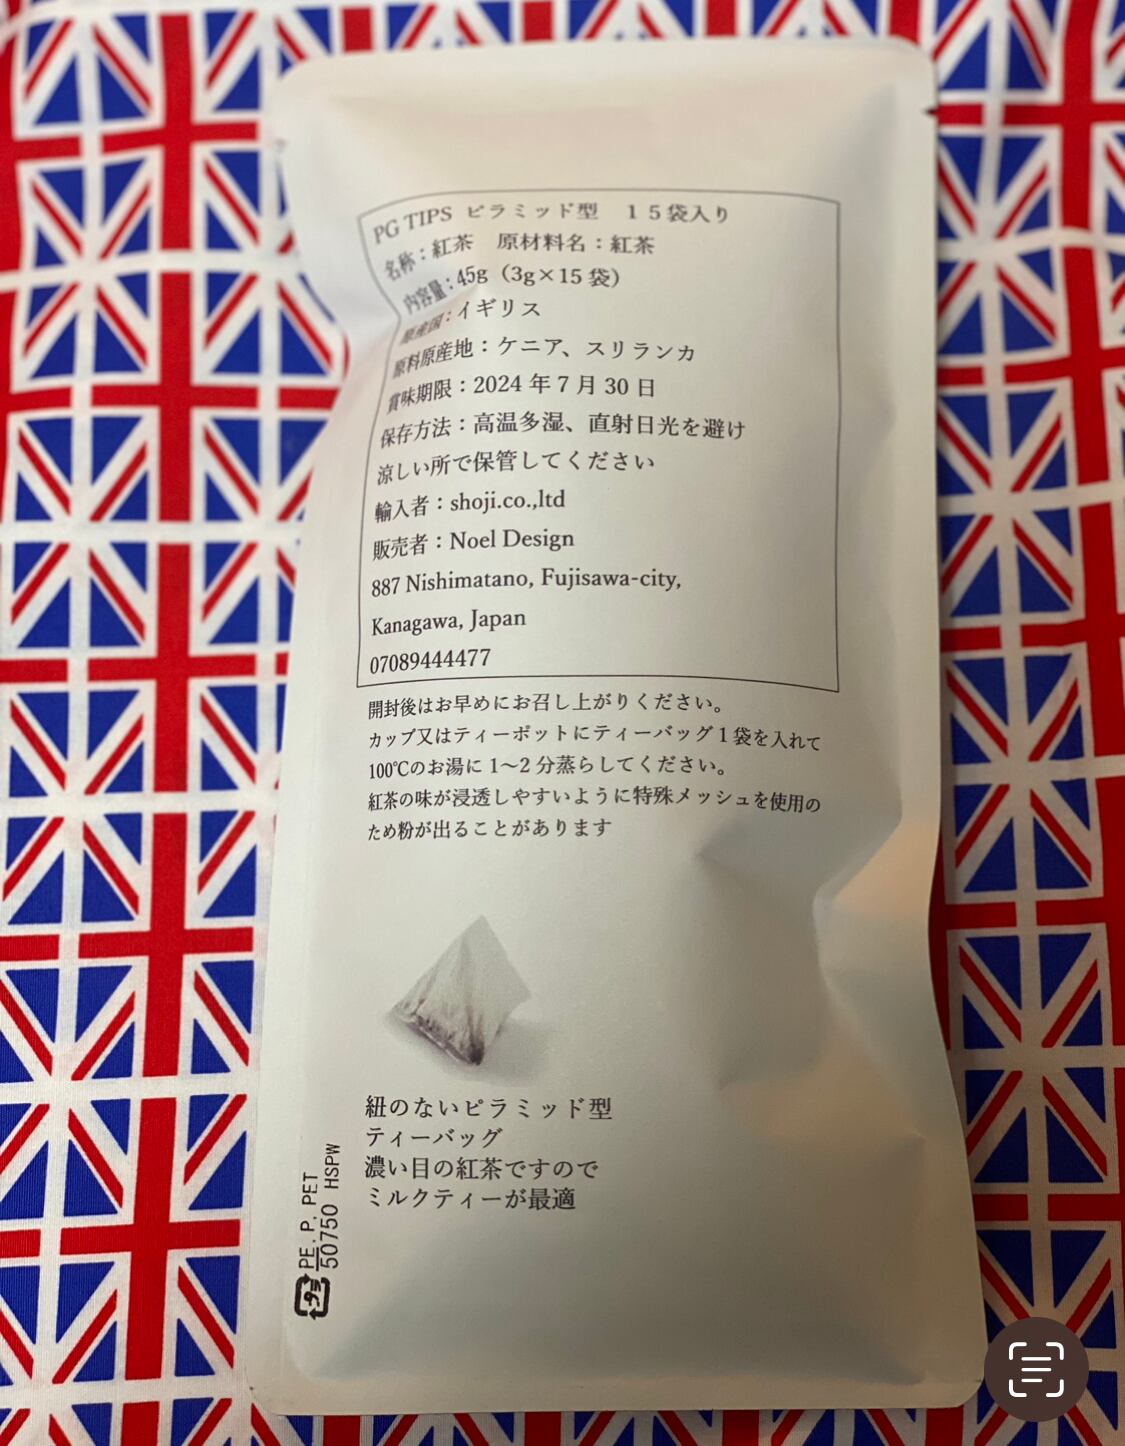 PG TIPS ピラミッド型　１５袋入り
名称：紅茶　原材料名：紅茶
内容量：45g（3g×15 袋）
原産国：イギリス
原料原産地：ケニア、スリランカ
賞味期限：2024 年 7 月 30 日
保存方法：高温多湿、直射日光を避け
涼しい所で保管してください
輸入者：shoji.co.,ltd
販売者：Noel Design
887 Nishimatano, Fujisawa-city,
Kanagawa, Japan
07089444477
開封後はお早めにお召し上がりください。
カップ又はティーポットにティーバッグ 1 袋を入れて
100℃のお湯に 1〜2 分蒸らしてください。
紅茶の味が浸透しやすいように特殊メッシュを使用の
ため粉が出ることがあります
紐のないピラミッド型
ティーバッグ
濃い目の紅茶ですので
ミルクティーが最適
プラ
PE.P.PET
50750 HSPW